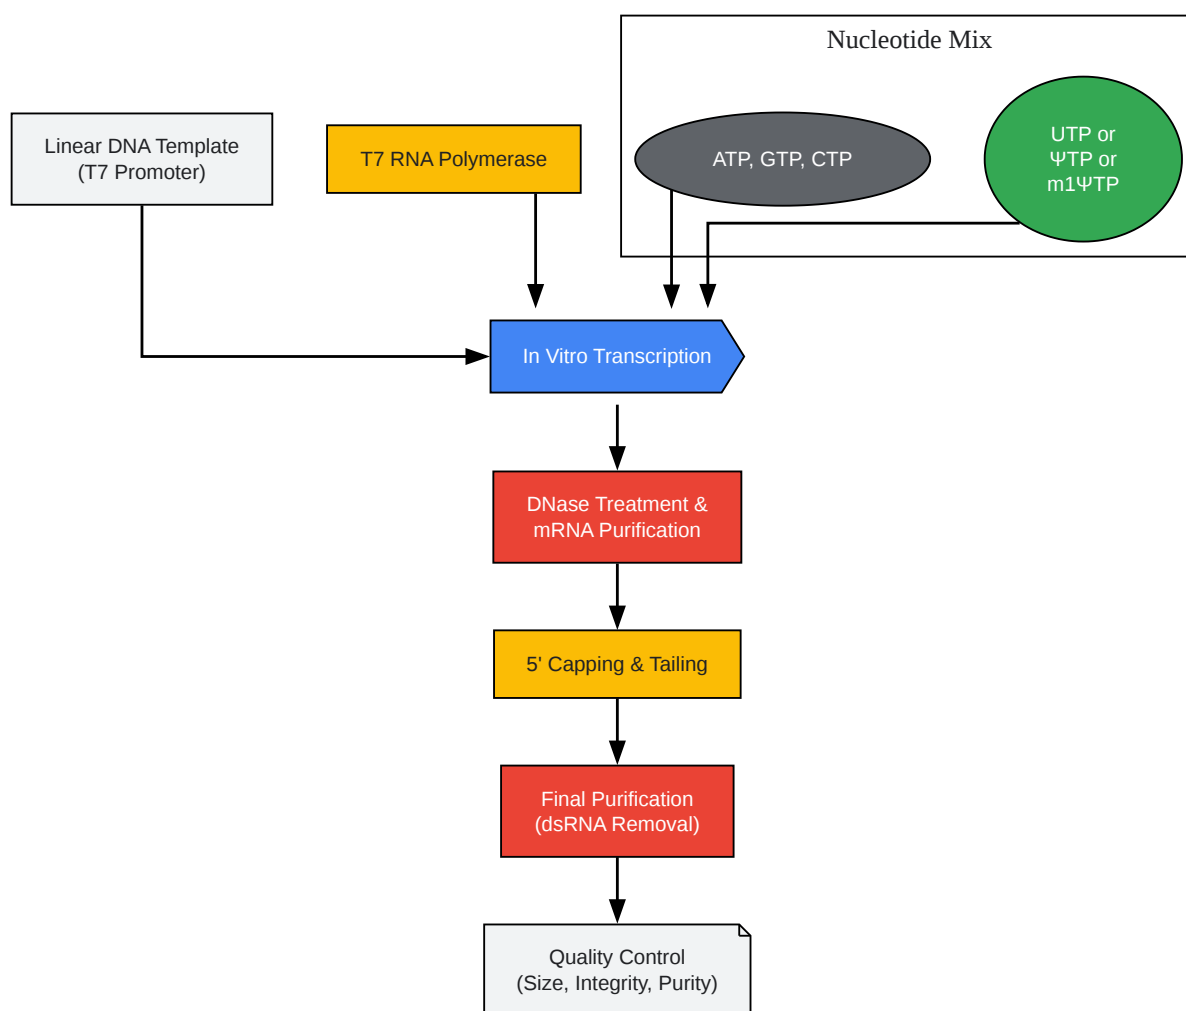 Nucleotide Mix
Linear DNA Template
(T7 Promoter)
T7 RNA Polymerase
ATP, GTP, CTP
UTP or
ΨTP or
m1ΨTP
In Vitro Transcription
DNase Treatment &
mRNA Purification
5' Capping & Tailing
Final Purification
(dsRNA Removal)
Quality Control
(Size, Integrity, Purity)